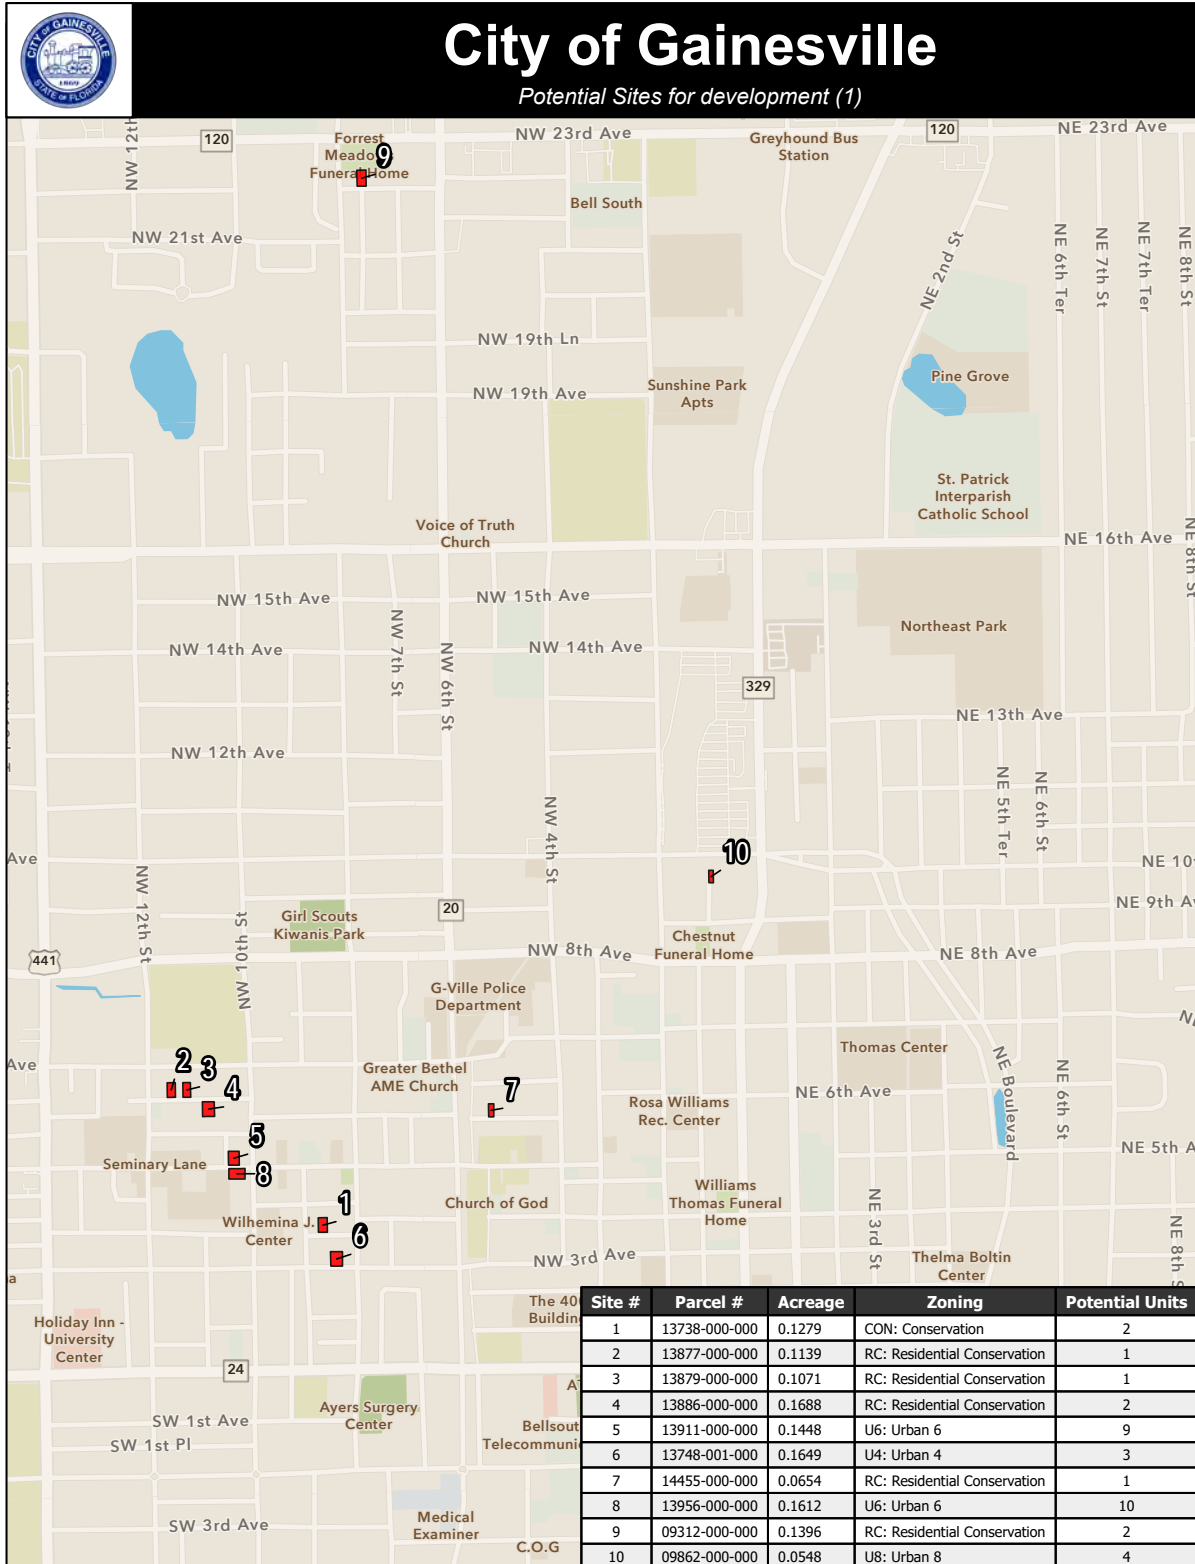 CITY OF GAINESVILLE
1869
STATE OF FLORIDA
City of Gainesville
Potential Sites for development (1)
NW 12th
120
Forrest
Meadows
Funeral Home
9
NW 23rd Ave
Greyhound Bus
Station
120
NE 23rd Ave
Bell South
NW 21st Ave
NE 2nd St
NE 6th Ter
NE 7th St
NE 7th Ter
NE 8th St
NW 19th Ln
NW 19th Ave
Sunshine Park
Apts
Pine Grove
St. Patrick
Interparish
Catholic School
Voice of Truth
Church
NE 16th Ave
NE 8th St
NW 15th Ave
NW 15th Ave
NW 7th St
NW 6th St
Northeast Park
NW 14th Ave
NW 14th Ave
329
NE 13th Ave
NW 12th Ave
NE 5th Ter
NE 6th St
NW 4th St
Ave
10
NE 10
NW 12th St
NW 10th St
Girl Scouts
Kiwanis Park
20
NE 9th Av
441
NW 8th Ave
Chestnut
Funeral Home
NE 8th Ave
G-Ville Police
Department
Ave
2
3
4
Greater Bethel
AME Church
7
Thomas Center
NE Boulevard
NE 6th St
NE 6th Ave
Rosa Williams
Rec. Center
5
8
Seminary Lane
NE 5th A
Wilhemina J.
Center
1
6
Church of God
Williams
Thomas Funeral
Home
NE 3rd St
NE 8th S
NW 3rd Ave
Thelma Boltin
Center
a
Holiday Inn -
University
Center
The 40
Building
24
Ayers Surgery
Center
SW 1st Ave
SW 1st Pl
Bellsout
Telecommuni
SW 3rd Ave
Medical
Examiner
C.O.G
Site # Parcel # Acreage Zoning Potential Units
1 13738-000-000 0.1279 CON: Conservation 2
2 13877-000-000 0.1139 RC: Residential Conservation 1
3 13879-000-000 0.1071 RC: Residential Conservation 1
4 13886-000-000 0.1688 RC: Residential Conservation 2
5 13911-000-000 0.1448 U6: Urban 6 9
6 13748-001-000 0.1649 U4: Urban 4 3
7 14455-000-000 0.0654 RC: Residential Conservation 1
8 13956-000-000 0.1612 U6: Urban 6 10
9 09312-000-000 0.1396 RC: Residential Conservation 2
10 09862-000-000 0.0548 U8: Urban 8 4